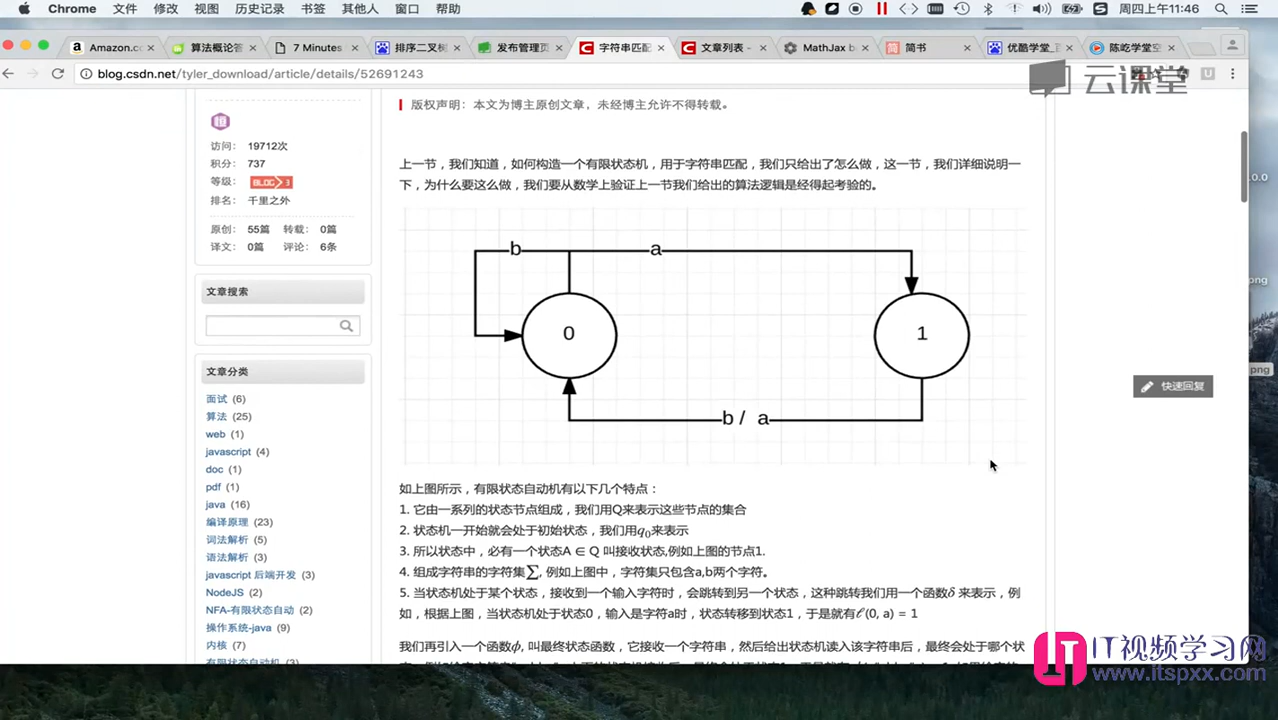 Chrome 文件 修改 视图 历史记录 书签 其他人 窗口 帮助 周四上午11:46
Amazon.c 算法概论答 7 Minutes 排序二叉树 发布管理页 字符串匹配 文章列表 - MathJax b 简书 优酷学堂_百 陈屹学堂空
blog.csdn.net/tyler_download/article/details/52691243
云课堂
版权声明：本文为博主原创文章，未经博主允许不得转载。
访问： 19712次
积分： 737
等级： BLOG 3
排名： 千里之外
原创： 55篇 转载： 0篇
译文： 0篇 评论： 6条
文章搜索
文章分类
面试 (6)
算法 (25)
web (1)
javascript (4)
doc (1)
pdf (1)
java (16)
编译原理 (23)
词法解析 (5)
语法解析 (3)
javascript 后端开发 (3)
NodeJS (2)
NFA-有限状态自动 (2)
操作系统-java (9)
内核 (7)
有限状态自动机 (3)
上一节，我们知道，如何构造一个有限状态机，用于字符串匹配，我们只给出了怎么做，这一节，我们详细说明一
下，为什么要这么做，我们要从数学上验证上一节我们给出的算法逻辑是经得起考验的。
b a
0 1
b / a
如上图所示，有限状态自动机有以下几个特点：
1. 它由一系列的状态节点组成，我们用Q来表示这些节点的集合
2. 状态机一开始就会处于初始状态，我们用q₀来表示
3. 所以状态中，必有一个状态A ∈ Q 叫接收状态,例如上图的节点1.
4. 组成字符串的字符集∑, 例如上图中，字符集只包含a,b两个字符。
5. 当状态机处于某个状态，接收到一个输入字符时，会跳转到另一个状态，这种跳转我们用一个函数δ 来表示，例
如，根据上图，当状态机处于状态0，输入是字符a时，状态转移到状态1，于是就有ℓ(0, a) = 1
我们再引入一个函数ϕ, 叫最终状态函数，它接收一个字符串，然后给出状态机读入该字符串后，最终会处于哪个状
快速回复
.0.0
png
png
IT视频学习网
www.itspxx.com